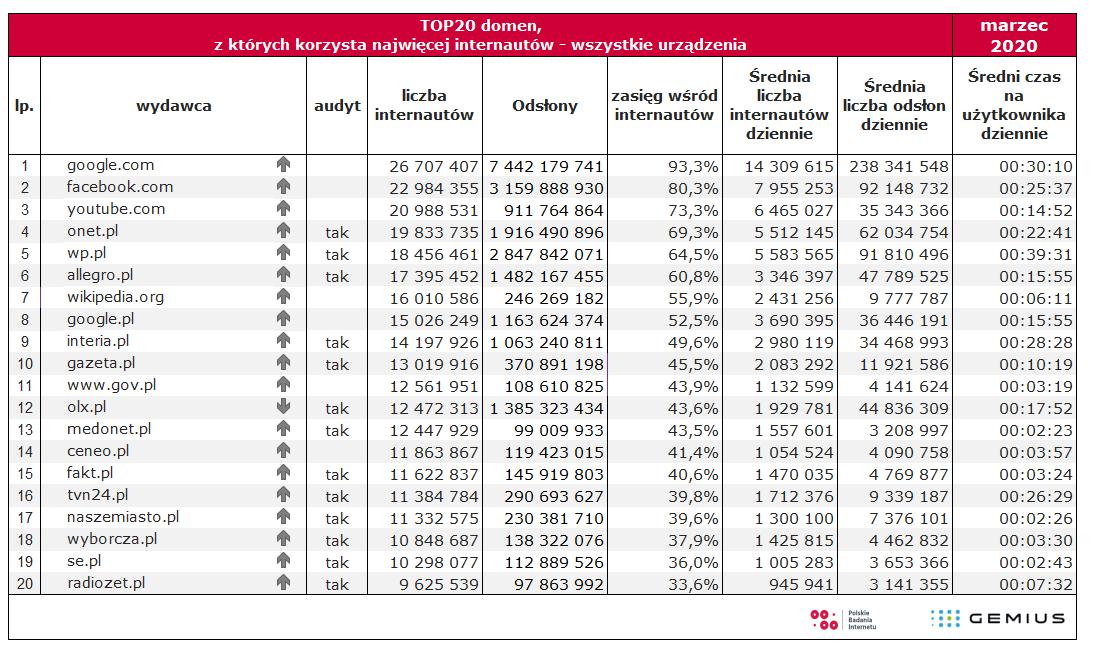 TOP20 domen,
z których korzysta najwięcej internautów - wszystkie urządzenia
marzec
2020
lp.
wydawca
audyt
liczba
internautów
Odsłony
zasięg wśród
internautów
Średnia
liczba
internautów
dziennie
Średnia
liczba odsłon
dziennie
Średni czas
na
użytkownika
dziennie
1 google.com 26 707 407 7 442 179 741 93,3% 14 309 615 238 341 548 00:30:10
2 facebook.com 22 984 355 3 159 888 930 80,3% 7 955 253 92 148 732 00:25:37
3 youtube.com 20 988 531 911 764 864 73,3% 6 465 027 35 343 366 00:14:52
4 onet.pl tak 19 833 735 1 916 490 896 69,3% 5 512 145 62 034 754 00:22:41
5 wp.pl tak 18 456 461 2 847 842 071 64,5% 5 583 565 91 810 496 00:39:31
6 allegro.pl tak 17 395 452 1 482 167 455 60,8% 3 346 397 47 789 525 00:15:55
7 wikipedia.org 16 010 586 246 269 182 55,9% 2 431 256 9 777 787 00:06:11
8 google.pl 15 026 249 1 163 624 374 52,5% 3 690 395 36 446 191 00:15:55
9 interia.pl tak 14 197 926 1 063 240 811 49,6% 2 980 119 34 468 993 00:28:28
10 gazeta.pl tak 13 019 916 370 891 198 45,5% 2 083 292 11 921 586 00:10:19
11 www.gov.pl 12 561 951 108 610 825 43,9% 1 132 599 4 141 624 00:03:19
12 olx.pl tak 12 472 313 1 385 323 434 43,6% 1 929 781 44 836 309 00:17:52
13 medonet.pl tak 12 447 929 99 009 933 43,5% 1 557 601 3 208 997 00:02:23
14 ceneo.pl 11 863 867 119 423 015 41,4% 1 054 524 4 090 758 00:03:57
15 fakt.pl tak 11 622 837 145 919 803 40,6% 1 470 035 4 769 877 00:03:24
16 tvn24.pl tak 11 384 784 290 693 627 39,8% 1 712 376 9 339 187 00:26:29
17 naszemiasto.pl tak 11 332 575 230 381 710 39,6% 1 300 100 7 376 101 00:02:26
18 wyborcza.pl tak 10 848 687 138 322 076 37,9% 1 425 815 4 462 832 00:03:30
19 se.pl tak 10 298 077 112 889 526 36,0% 1 005 283 3 653 366 00:02:43
20 radiozet.pl tak 9 625 539 97 863 992 33,6% 945 941 3 141 355 00:07:32
Polskie
Badania
Internetu
GEMIUS